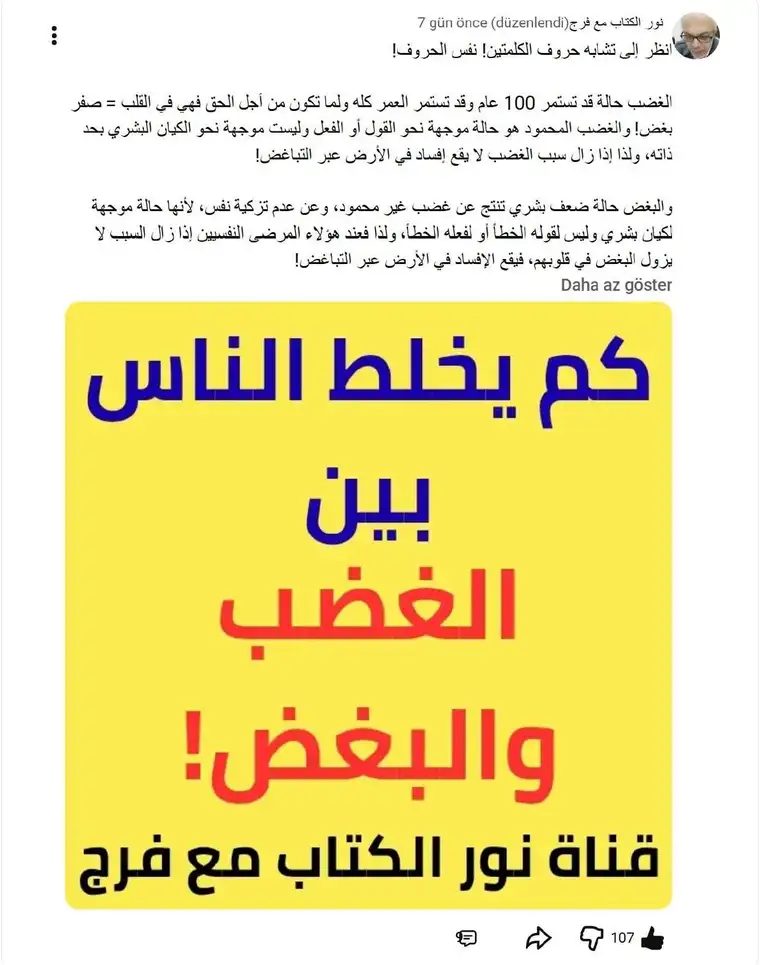 نور الكتاب مع فرج(düzenlendi) 7 gün önce
انظر إلى تشابه حروف الكلمتين! نفس الحروف!
الغضب حالة قد تستمر 100 عام وقد تستمر العمر كله ولما تكون من أجل الحق فهي في القلب = صفر
بغض! والغضب المحمود هو حالة موجهة نحو القول أو الفعل وليست موجهة نحو الكيان البشري بحد
ذاته، ولذا إذا زال سبب الغضب لا يقع إفساد في الأرض عبر التباغض!
والبغض حالة ضعف بشري تنتج عن غضب غير محمود، وعن عدم تزكية نفس، لأنها حالة موجهة
لكيان بشري وليس لقوله الخطأ أو لفعله الخطأ، ولذا فعند هؤلاء المرضى النفسيين إذا زال السبب لا
يزول البغض في قلوبهم، فيقع الإفساد في الأرض عبر التباغض!
Daha az göster
كم يخلط الناس
بين
الغضب
والبغض!
قناة نور الكتاب مع فرج
107